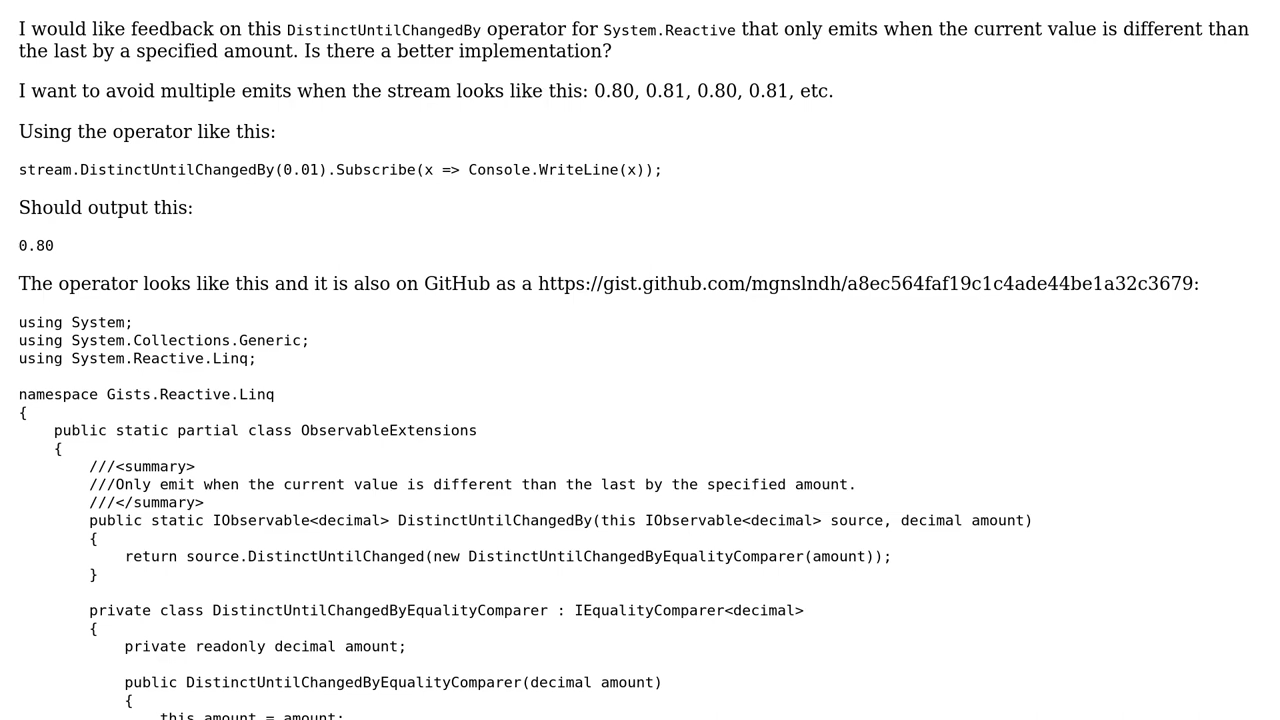 I would like feedback on this DistinctUntilChangedBy operator for System.Reactive that only emits when the current value is different than
the last by a specified amount. Is there a better implementation?
I want to avoid multiple emits when the stream looks like this: 0.80, 0.81, 0.80, 0.81, etc.
Using the operator like this:
stream.DistinctUntilChangedBy(0.01).Subscribe(x => Console.WriteLine(x));
Should output this:
0.80
The operator looks like this and it is also on GitHub as a https://gist.github.com/mgnslndh/a8ec564faf19c1c4ade44be1a32c3679:
using System;
using System.Collections.Generic;
using System.Reactive.Linq;
namespace Gists.Reactive.Linq
{
    public static partial class ObservableExtensions
    {
        ///<summary>
        ///Only emit when the current value is different than the last by the specified amount.
        ///</summary>
        public static IObservable<decimal> DistinctUntilChangedBy(this IObservable<decimal> source, decimal amount)
        {
            return source.DistinctUntilChanged(new DistinctUntilChangedByEqualityComparer(amount));
        }
        private class DistinctUntilChangedByEqualityComparer : IEqualityComparer<decimal>
        {
            private readonly decimal amount;
            public DistinctUntilChangedByEqualityComparer(decimal amount)
            {
                this.amount = amount;